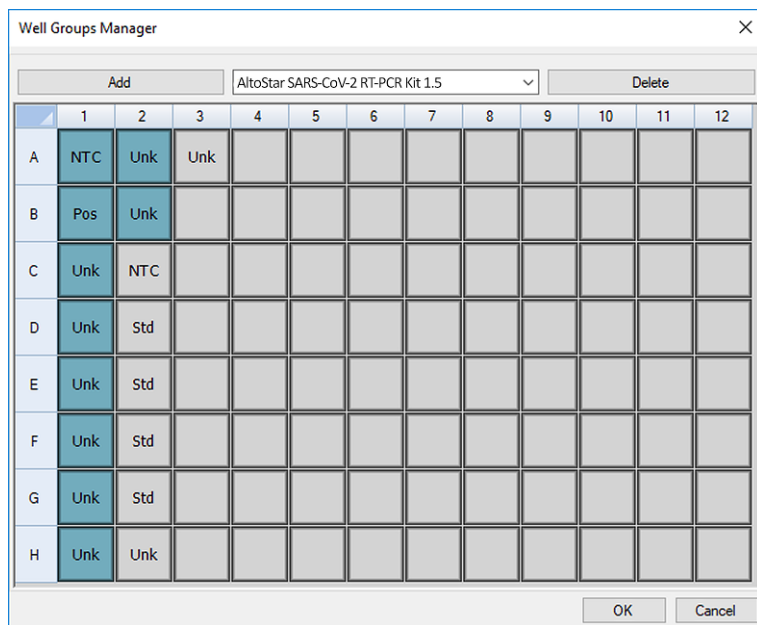 Well Groups Manager
Add AltoStar SARS-CoV-2 RT-PCR Kit 1.5 Delete
1 2 3 4 5 6 7 8 9 10 11 12
A NTC Unk Unk
B Pos Unk
C Unk NTC
D Unk Std
E Unk Std
F Unk Std
G Unk Std
H Unk Unk
OK Cancel